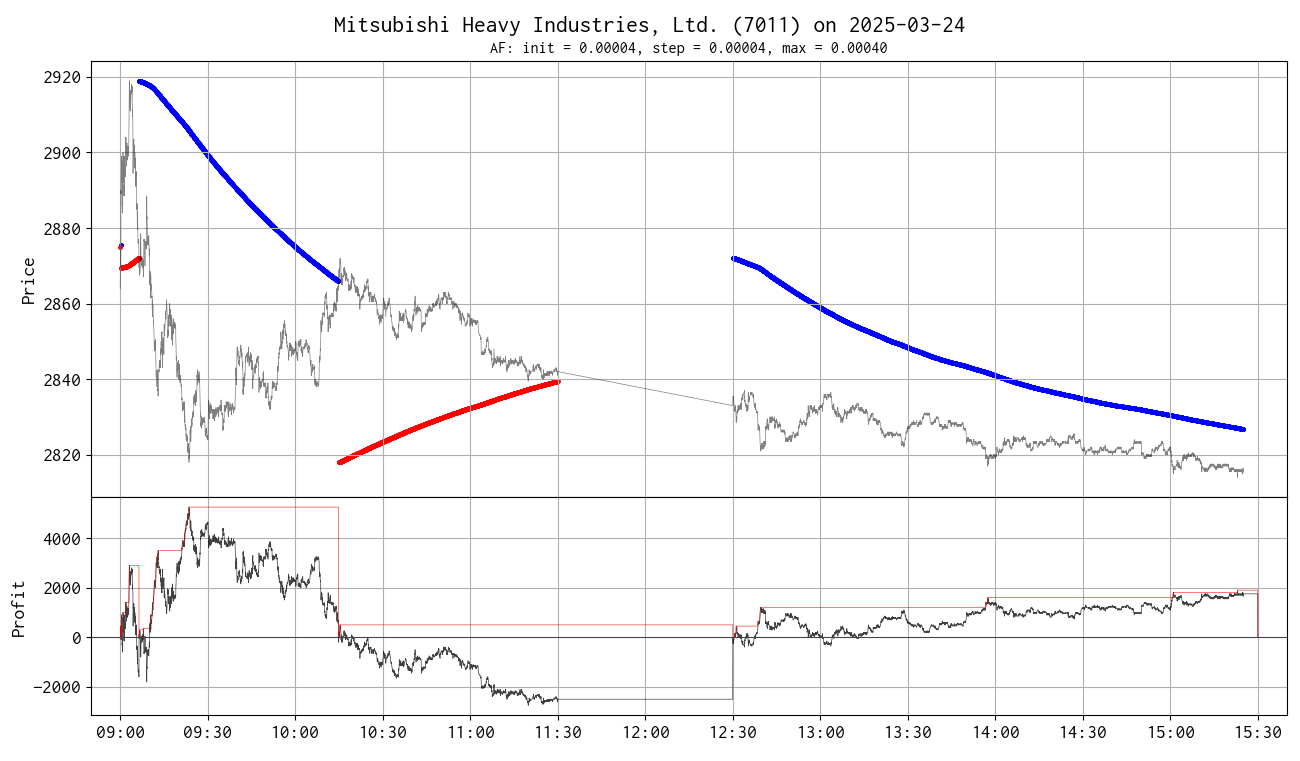 Mitsubishi Heavy Industries, Ltd. (7011) on 2025-03-24
AF: init = 0.00004, step = 0.00004, max = 0.00040
Price
2920
2900
2880
2860
2840
2820
Profit
4000
2000
0
−2000
09:00 09:30 10:00 10:30 11:00 11:30 12:00 12:30 13:00 13:30 14:00 14:30 15:00 15:30